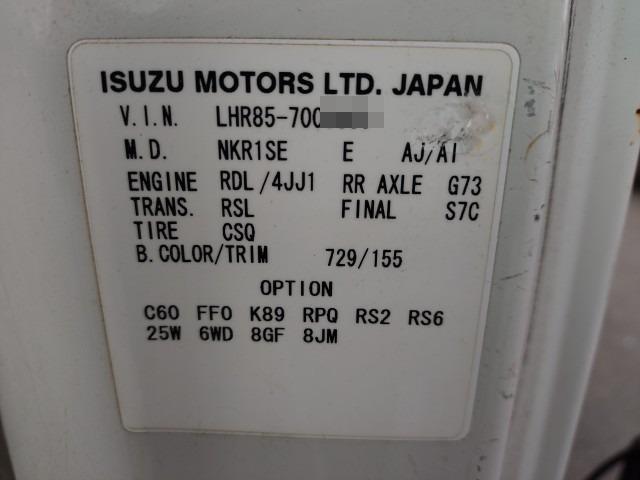 ISUZU MOTORS LTD. JAPAN
V.I.N. LHR85-700
M.D. NKR1SE E AJ/AI
ENGINE RDL/4JJ1 RR AXLE G73
TRANS. RSL FINAL S7C
TIRE CSQ
B.COLOR/TRIM 729/155
OPTION
C60 FF0 K89 RPQ RS2 RS6
25W 6WD 8GF 8JM